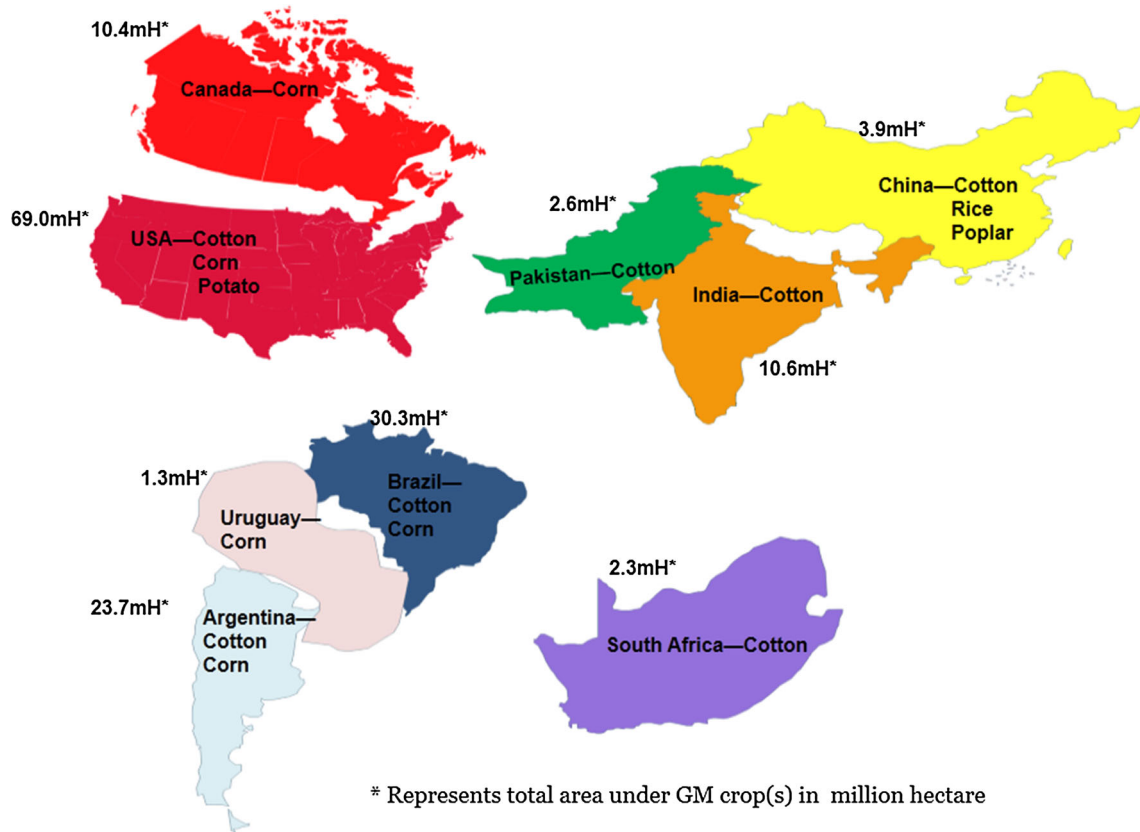 10.4mH*
Canada—Corn
69.0mH*
USA—Cotton
Corn
Potato
3.9mH*
China—Cotton
Rice
Poplar
2.6mH*
Pakistan—Cotton
India—Cotton
10.6mH*
30.3mH*
Brazil—
Cotton
Corn
1.3mH*
Uruguay—
Corn
23.7mH*
Argentina—
Cotton
Corn
2.3mH*
South Africa—Cotton
* Represents total area under GM crop(s) in million hectare